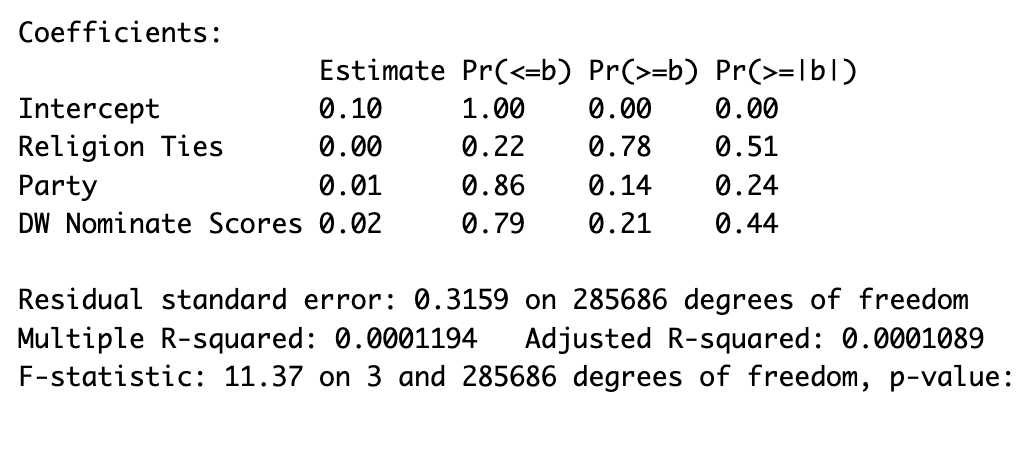 Coefficients:
Estimate Pr(<=b) Pr(>=b) Pr(>=|b|)
Intercept 0.10 1.00 0.00 0.00
Religion Ties 0.00 0.22 0.78 0.51
Party 0.01 0.86 0.14 0.24
DW Nominate Scores 0.02 0.79 0.21 0.44
Residual standard error: 0.3159 on 285686 degrees of freedom
Multiple R-squared: 0.0001194 Adjusted R-squared: 0.0001089
F-statistic: 11.37 on 3 and 285686 degrees of freedom, p-value: